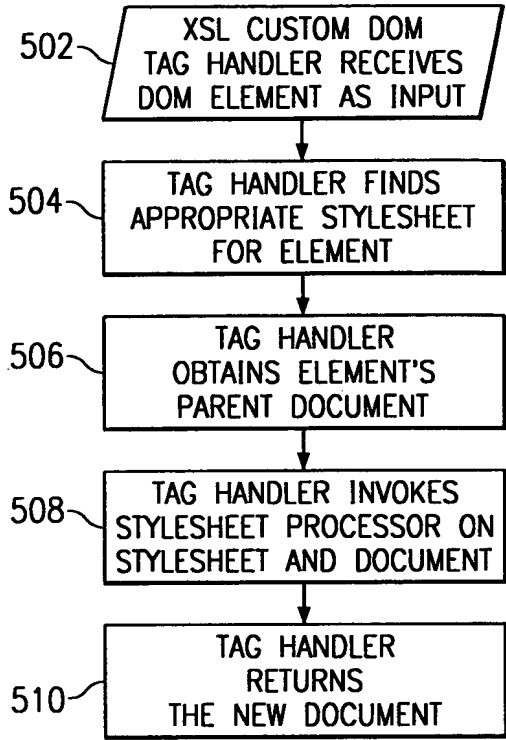 502
XSL CUSTOM DOM
TAG HANDLER RECEIVES
DOM ELEMENT AS INPUT
504
TAG HANDLER FINDS
APPROPRIATE STYLESHEET
FOR ELEMENT
506
TAG HANDLER
OBTAINS ELEMENT'S
PARENT DOCUMENT
508
TAG HANDLER INVOKES
STYLESHEET PROCESSOR ON
STYLESHEET AND DOCUMENT
510
TAG HANDLER
RETURNS
THE NEW DOCUMENT